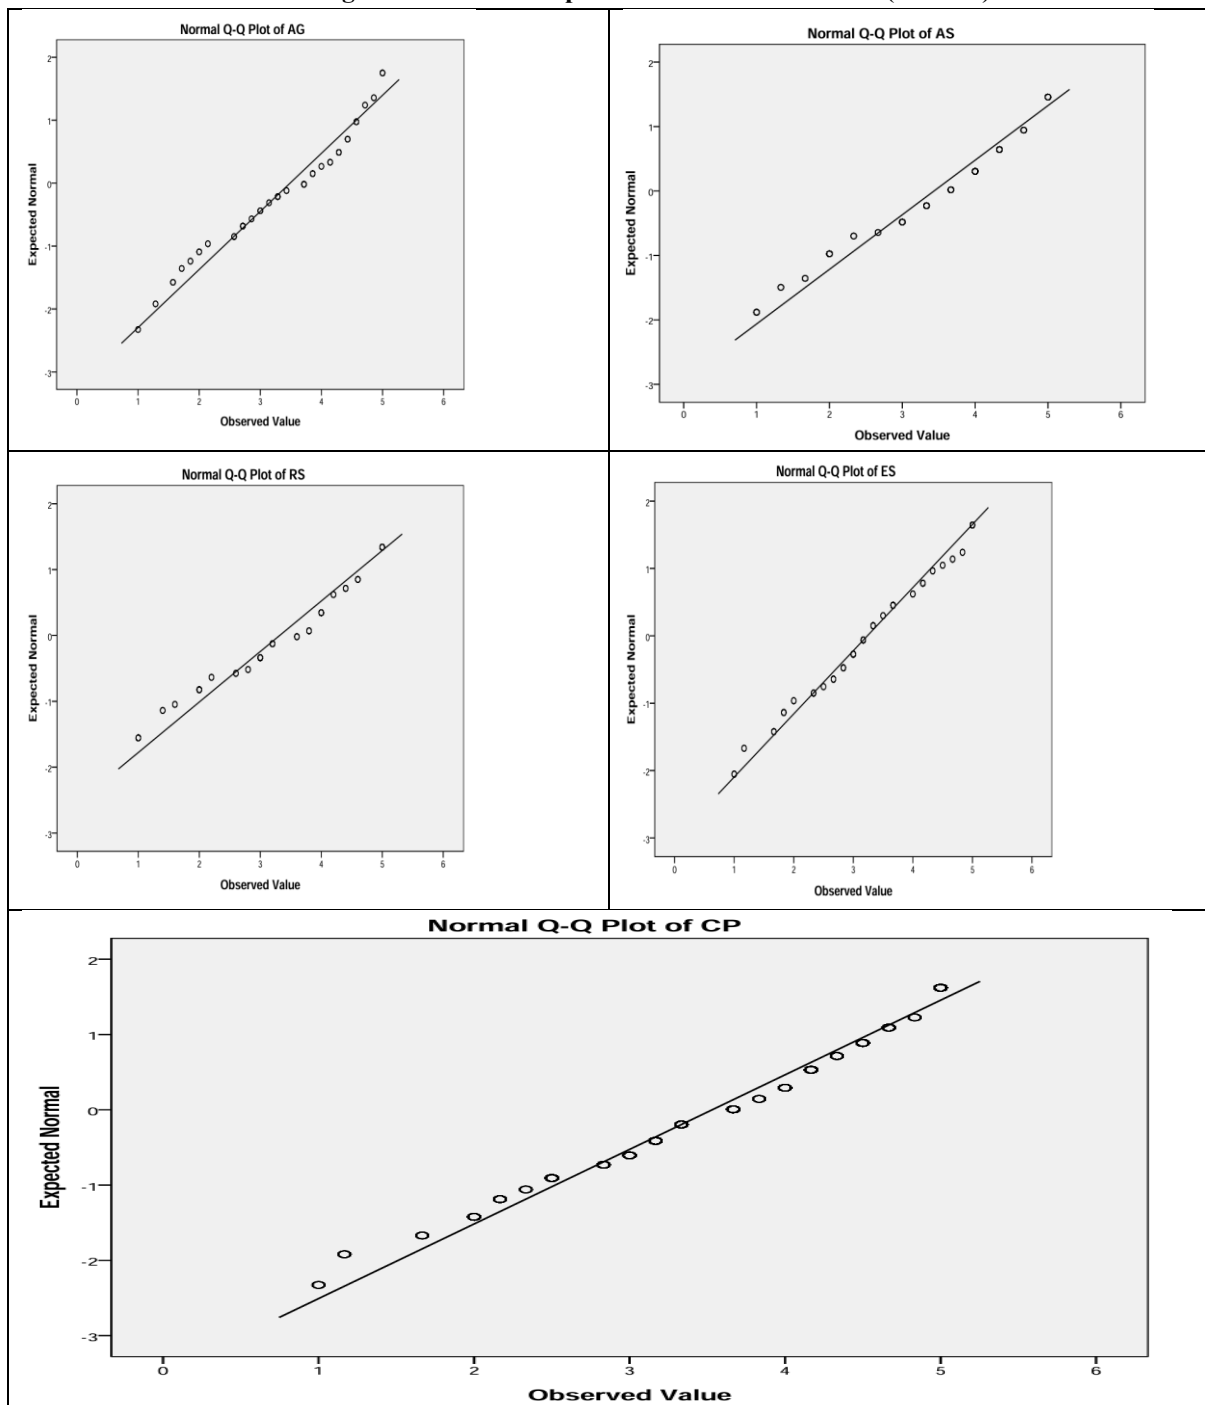 Normal Q-Q Plot of AG
2
1
0
-1
-2
-3
Expected Normal
0 1 2 3 4 5 6
Observed Value
Normal Q-Q Plot of AS
2
1
0
-1
-2
-3
Expected Normal
0 1 2 3 4 5 6
Observed Value
Normal Q-Q Plot of RS
2
1
0
-1
-2
-3
Expected Normal
0 1 2 3 4 5 6
Observed Value
Normal Q-Q Plot of ES
2
1
0
-1
-2
-3
Expected Normal
0 1 2 3 4 5 6
Observed Value
Normal Q-Q Plot of CP
2
1
0
-1
-2
-3
Expected Normal
0 1 2 3 4 5 6
Observed Value